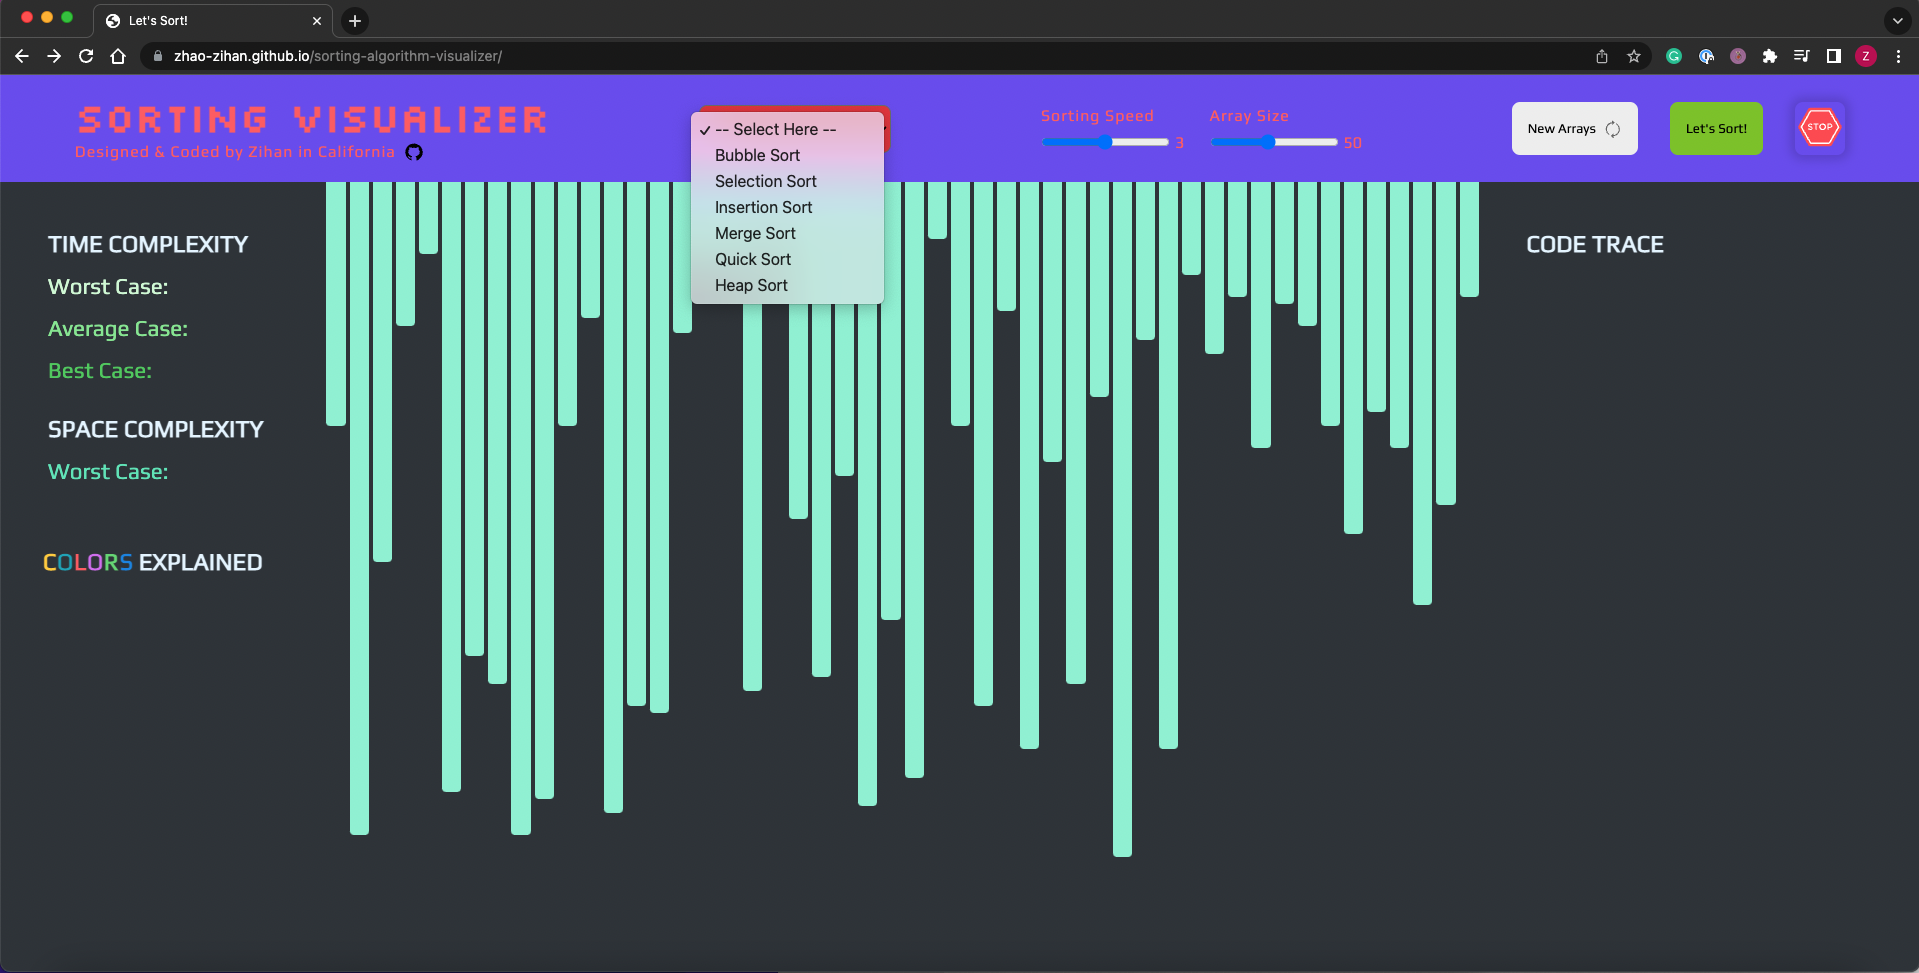 Let's Sort!
zhao-zihan.github.io/sorting-algorithm-visualizer/
Z
SORTING VISUALIZER
Designed & Coded by Zihan in California
-- Select Here --
Bubble Sort
Selection Sort
Insertion Sort
Merge Sort
Quick Sort
Heap Sort
Sorting Speed
3
Array Size
50
New Arrays
Let's Sort!
STOP
TIME COMPLEXITY
Worst Case:
Average Case:
Best Case:
SPACE COMPLEXITY
Worst Case:
COLORS EXPLAINED
CODE TRACE